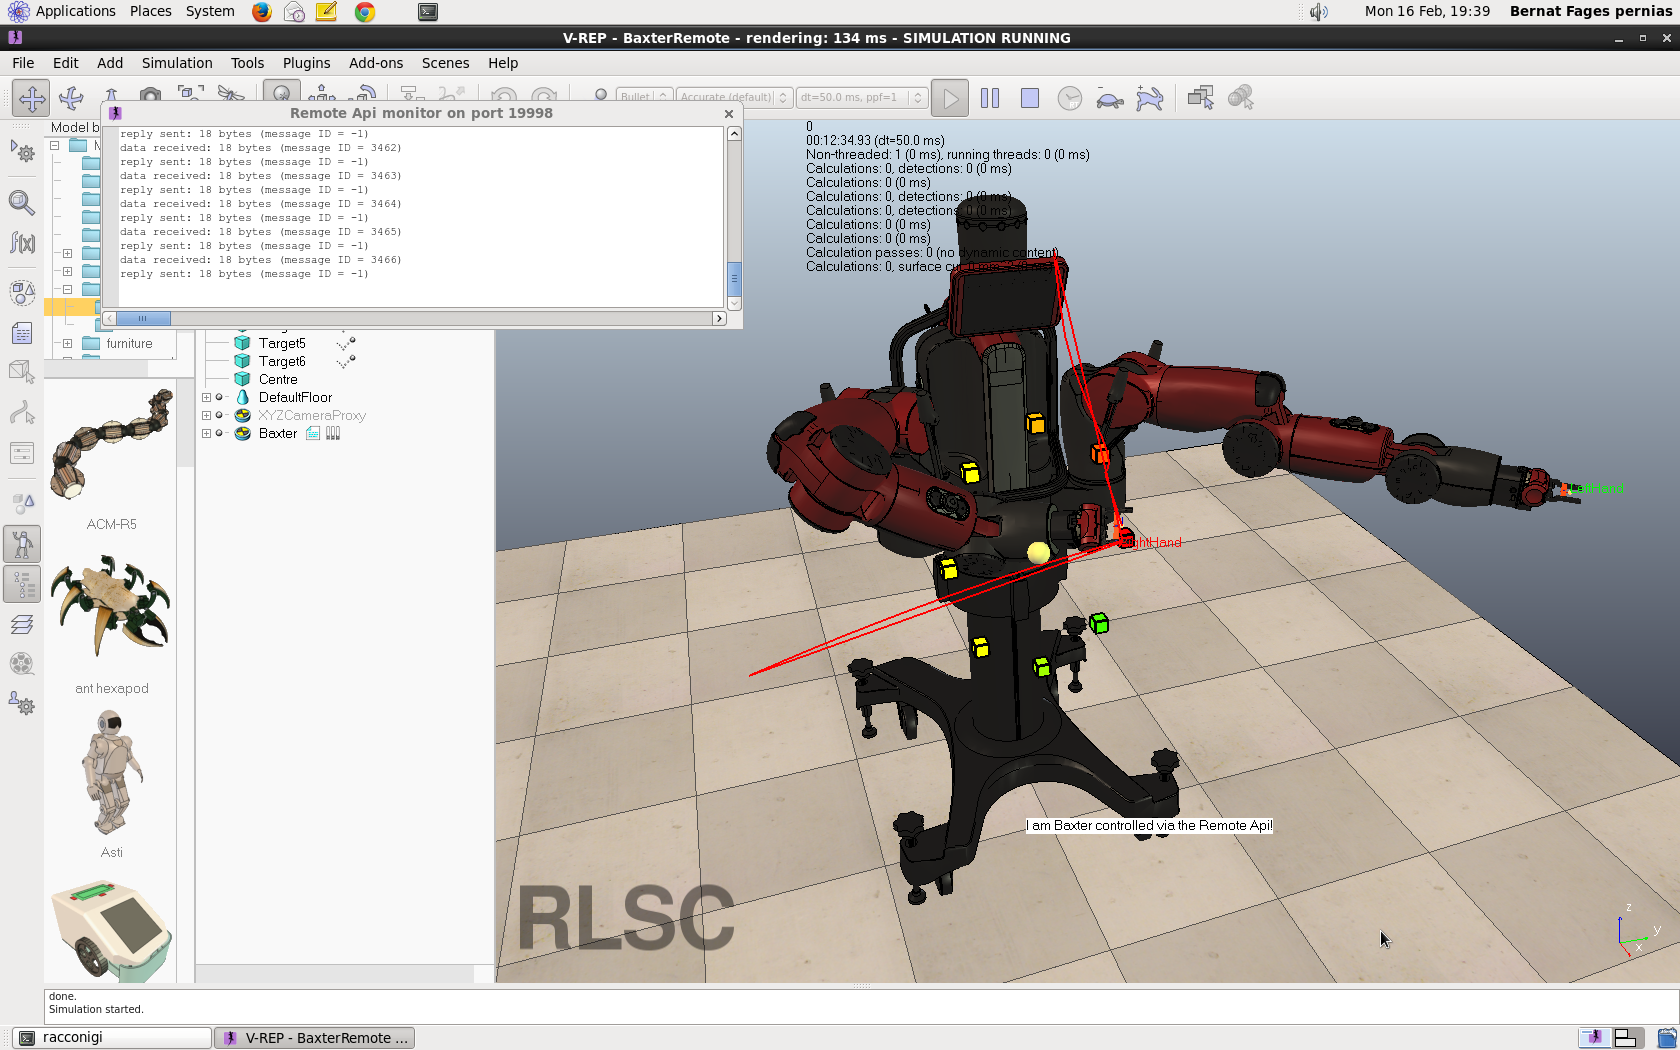 Applications Places System
Mon 16 Feb, 19:39 Bernat Fages pernias
V-REP - BaxterRemote - rendering: 134 ms - SIMULATION RUNNING
File Edit Add Simulation Tools Plugins Add-ons Scenes Help
Bullet Accurate (default) dt=50.0 ms, ppf=1
Remote Api monitor on port 19998
Model b
reply sent: 18 bytes (message ID = -1)
data received: 18 bytes (message ID = 3462)
reply sent: 18 bytes (message ID = -1)
data received: 18 bytes (message ID = 3463)
reply sent: 18 bytes (message ID = -1)
data received: 18 bytes (message ID = 3464)
reply sent: 18 bytes (message ID = -1)
data received: 18 bytes (message ID = 3465)
reply sent: 18 bytes (message ID = -1)
data received: 18 bytes (message ID = 3466)
reply sent: 18 bytes (message ID = -1)
furniture
Target5
Target6
Centre
DefaultFloor
XYZCameraProxy
Baxter
ACM-R5
ant hexapod
Asti
0
00:12:34.93 (dt=50.0 ms)
Non-threaded: 1 (0 ms), running threads: 0 (0 ms)
Calculations: 0, detections: 0 (0 ms)
Calculations: 0 (0 ms)
Calculations: 0, detections: 0 (0 ms)
Calculations: 0, detections: 0 (0 ms)
Calculations: 0 (0 ms)
Calculations: 0 (0 ms)
Calculation passes: 0 (no dynamic content)
Calculations: 0, surface
LeftHand
ghtHand
I am Baxter controlled via the Remote Api!
RLSC
z
y
x
done.
Simulation started.
racconigi
V-REP - BaxterRemote ...